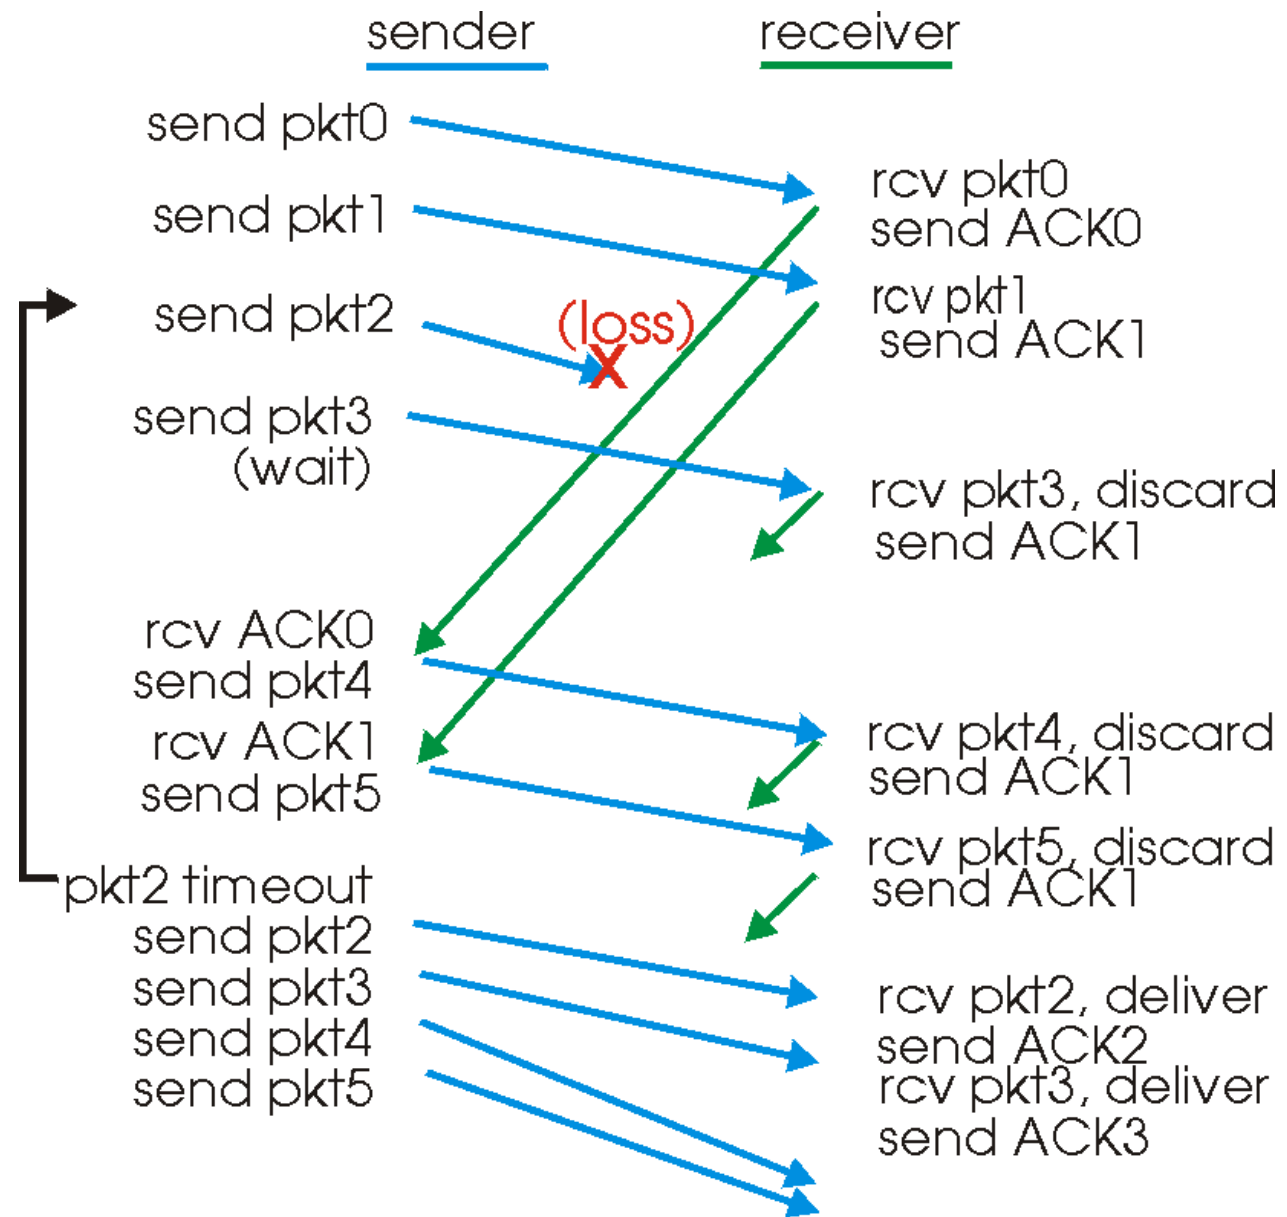 sender
receiver
send pkt0
send pkt1
send pkt2
send pkt3
(wait)
(loss)
X
rcv pkt0
send ACK0
rcv pkt1
send ACK1
rcv pkt3, discard
send ACK1
rcv ACK0
send pkt4
rcv ACK1
send pkt5
rcv pkt4, discard
send ACK1
rcv pkt5, discard
send ACK1
pkt2 timeout
send pkt2
send pkt3
send pkt4
send pkt5
rcv pkt2, deliver
send ACK2
rcv pkt3, deliver
send ACK3